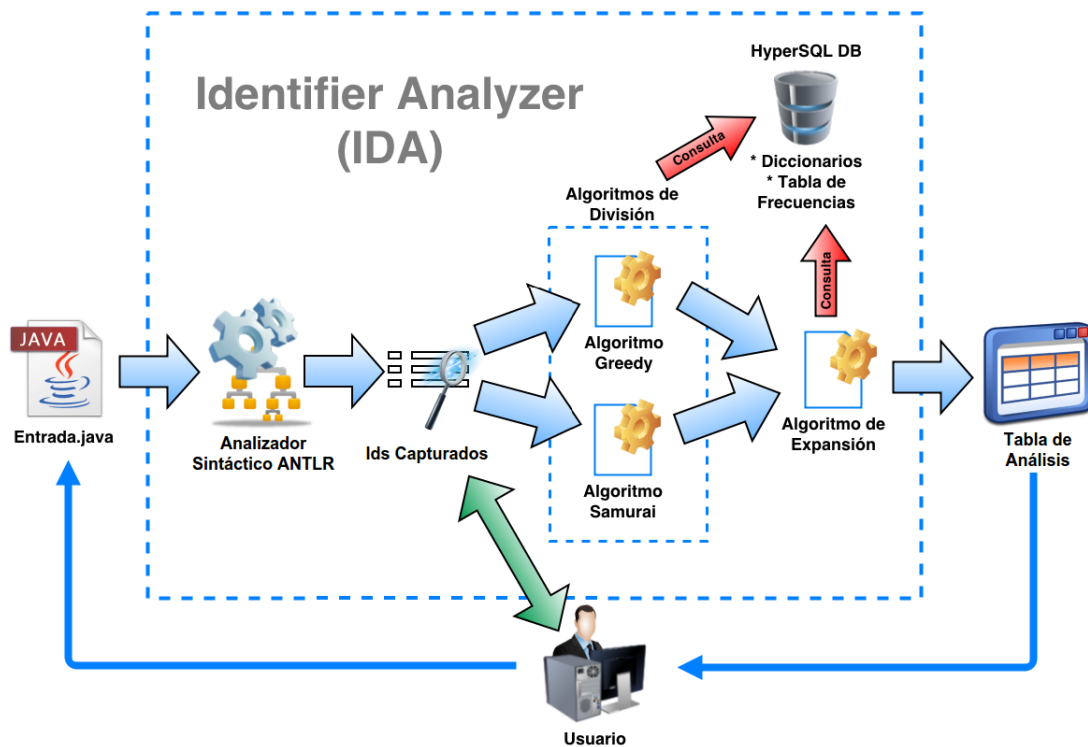 HyperSQL DB
Identifier Analyzer
(IDA)
Consulta
* Diccionarios
* Tabla de
Frecuencias
Algoritmos de
División
Consulta
JAVA
Algoritmo
Greedy
Entrada.java
Analizador
Sintáctico ANTLR
Ids Capturados
Algoritmo de
Expansión
Tabla de
Análisis
Algoritmo
Samurai
Usuario